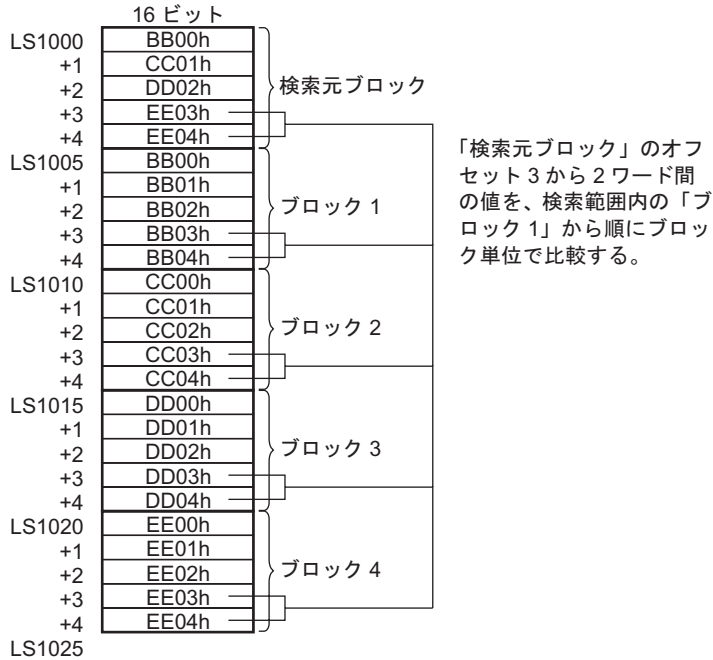 16 ビット
LS1000 BB00h
+1 CC01h
+2 DD02h
+3 EE03h
+4 EE04h
検索元ブロック
LS1005 BB00h
+1 BB01h
+2 BB02h
+3 BB03h
+4 BB04h
ブロック 1
LS1010 CC00h
+1 CC01h
+2 CC02h
+3 CC03h
+4 CC04h
ブロック 2
LS1015 DD00h
+1 DD01h
+2 DD02h
+3 DD03h
+4 DD04h
ブロック 3
LS1020 EE00h
+1 EE01h
+2 EE02h
+3 EE03h
+4 EE04h
ブロック 4
LS1025
「検索元ブロック」のオフ
セット 3 から 2 ワード間
の値を、検索範囲内の「ブ
ロック 1」から順にブロッ
ク単位で比較する。